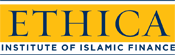 ETHICA
INSTITUTE OF ISLAMIC FINANCE